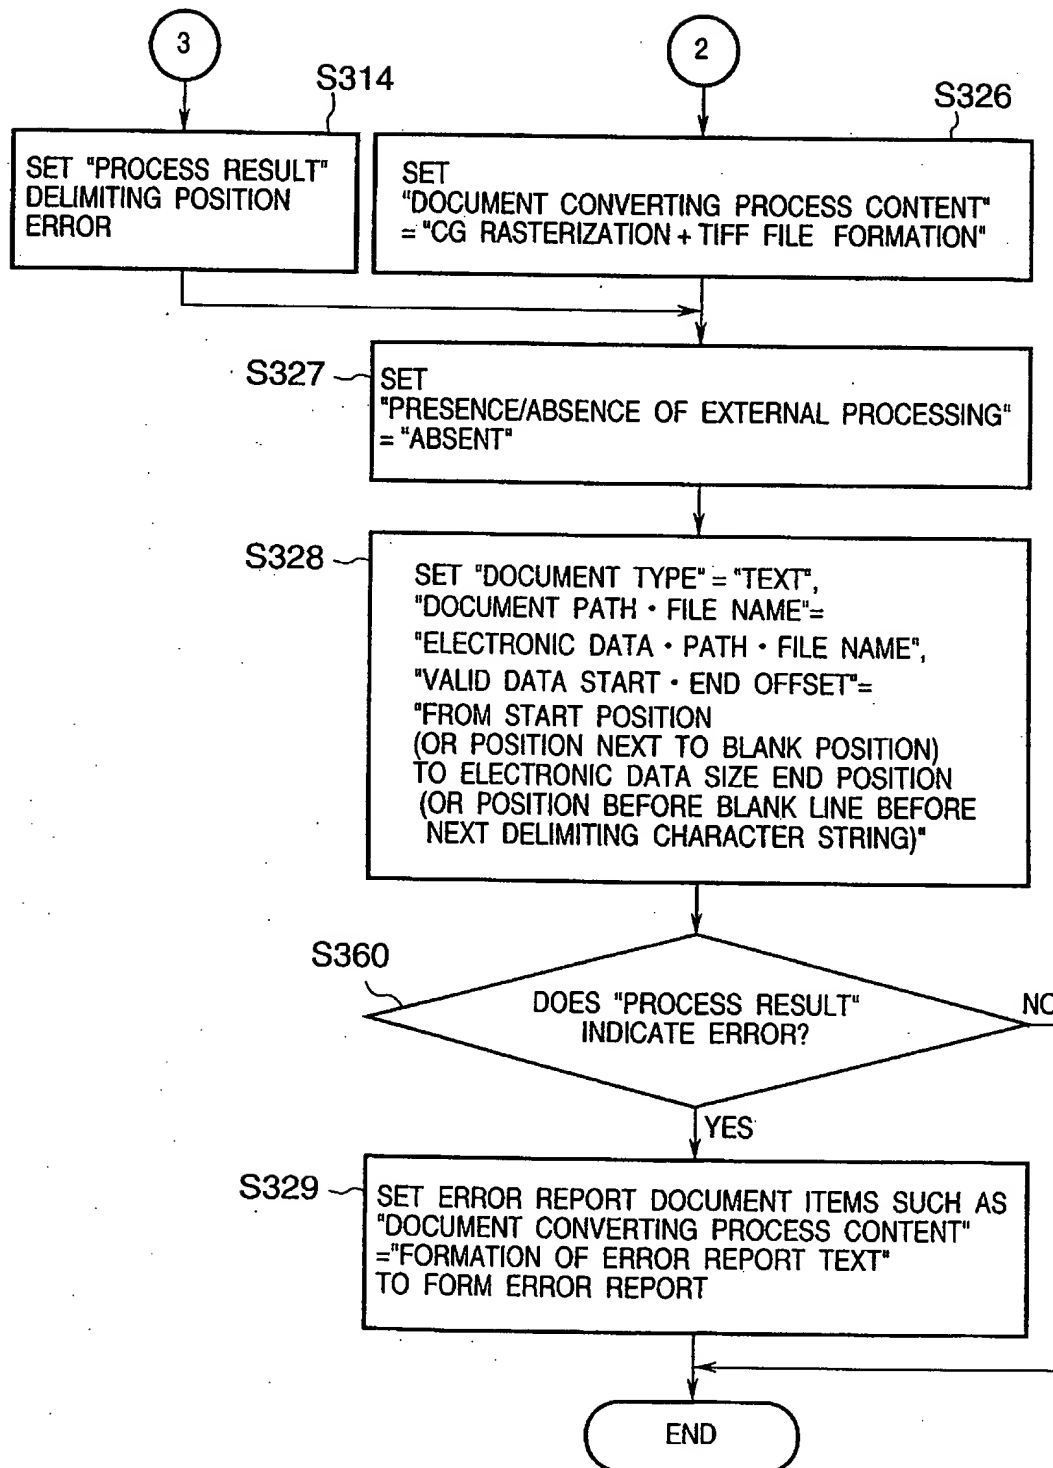 3
2
S314
S326
SET "PROCESS RESULT"
DELIMITING POSITION
ERROR
SET
"DOCUMENT CONVERTING PROCESS CONTENT"
= "CG RASTERIZATION + TIFF FILE FORMATION"
S327
SET
"PRESENCE/ABSENCE OF EXTERNAL PROCESSING"
= "ABSENT"
S328
SET "DOCUMENT TYPE" = "TEXT",
"DOCUMENT PATH · FILE NAME"=
"ELECTRONIC DATA · PATH · FILE NAME",
"VALID DATA START · END OFFSET"=
"FROM START POSITION
(OR POSITION NEXT TO BLANK POSITION)
TO ELECTRONIC DATA SIZE END POSITION
(OR POSITION BEFORE BLANK LINE BEFORE
NEXT DELIMITING CHARACTER STRING)"
S360
DOES "PROCESS RESULT"
INDICATE ERROR?
NO
YES
S329
SET ERROR REPORT DOCUMENT ITEMS SUCH AS
"DOCUMENT CONVERTING PROCESS CONTENT"
="FORMATION OF ERROR REPORT TEXT"
TO FORM ERROR REPORT
END